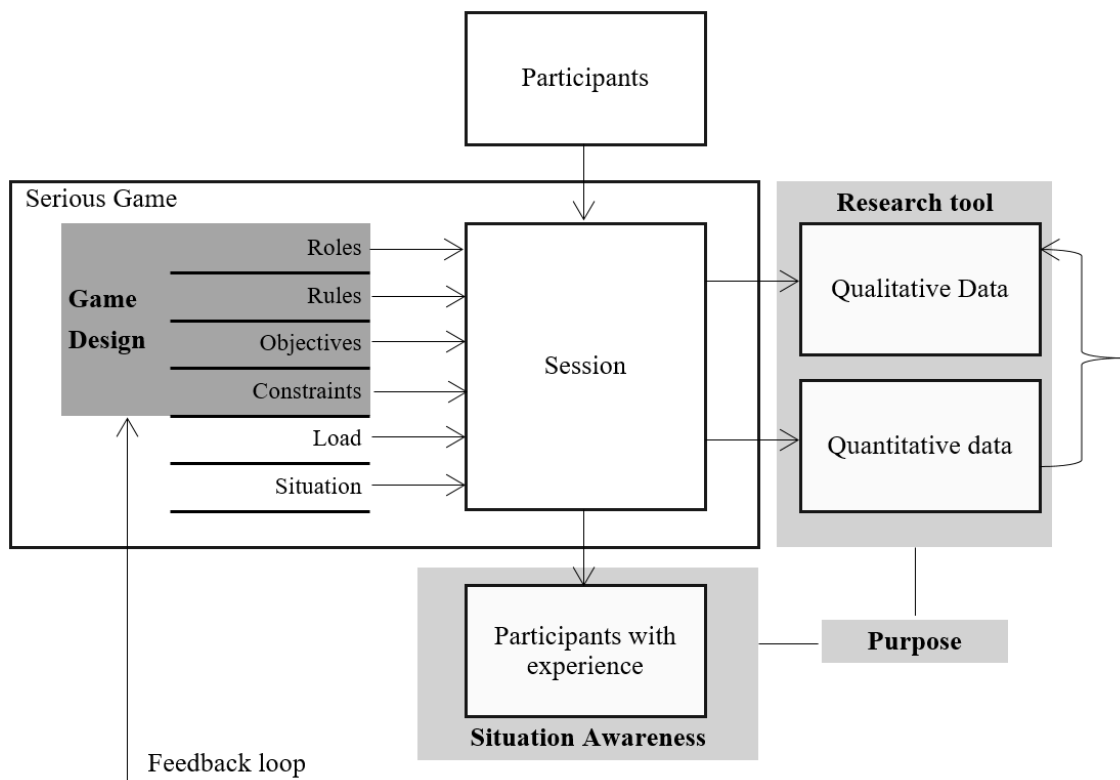 Participants
Serious Game
Research tool
Roles
Game
Design
Rules
Objectives
Constraints
Load
Situation
Session
Qualitative Data
Quantitative data
Participants with
experience
Situation Awareness
Purpose
Feedback loop